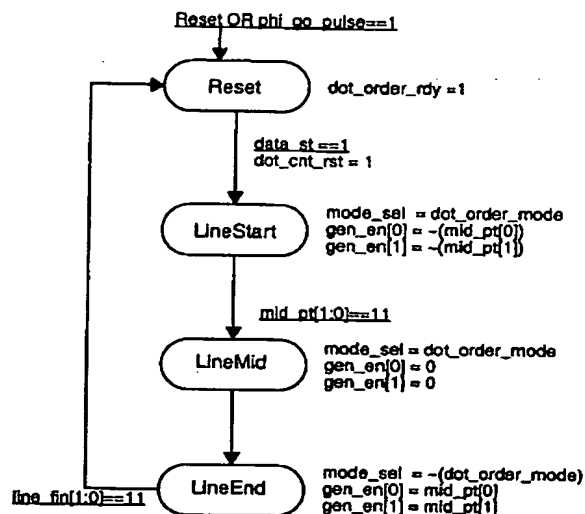 Reset OR phi_go_pulse==1
Reset
dot_order_rdy = 1
data_st==1
dot_cnt_rst = 1
LineStart
mode_sel = dot_order_mode
gen_en[0] = ~(mid_pt[0])
gen_en[1] = ~(mid_pt[1])
mid_pt[1:0]==11
LineMid
mode_sel = dot_order_mode
gen_en[0] = 0
gen_en[1] = 0
LineEnd
mode_sel = ~(dot_order_mode)
gen_en[0] = mid_pt[0]
gen_en[1] = mid_pt[1]
line_fin[1:0]==11